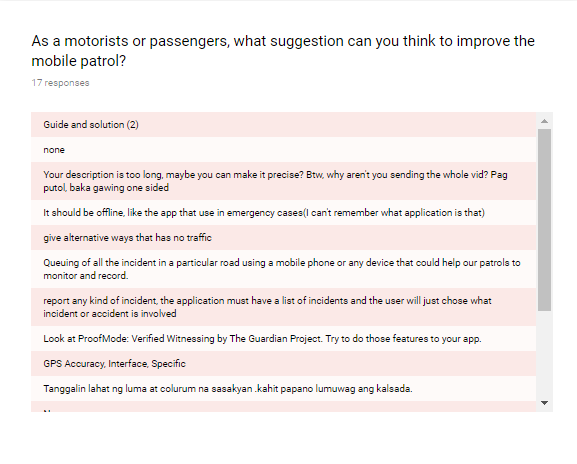 As a motorists or passengers, what suggestion can you think to improve the
mobile patrol?
17 responses
Guide and solution (2)
none
Your description is too long, maybe you can make it precise? Btw, why aren't you sending the whole vid? Pag
putol, baka gawing one sided
It should be offline, like the app that use in emergency cases(I can't remember what application is that)
give alternative ways that has no traffic
Queuing of all the incident in a particular road using a mobile phone or any device that could help our patrols to
monitor and record.
report any kind of incident, the application must have a list of incidents and the user will just chose what
incident or accident is involved
Look at ProofMode: Verified Witnessing by The Guardian Project. Try to do those features to your app.
GPS Accuracy, Interface, Specific
Tanggalin lahat ng luma at colurum na sasakyan .kahit papano lumuwag ang kalsada.